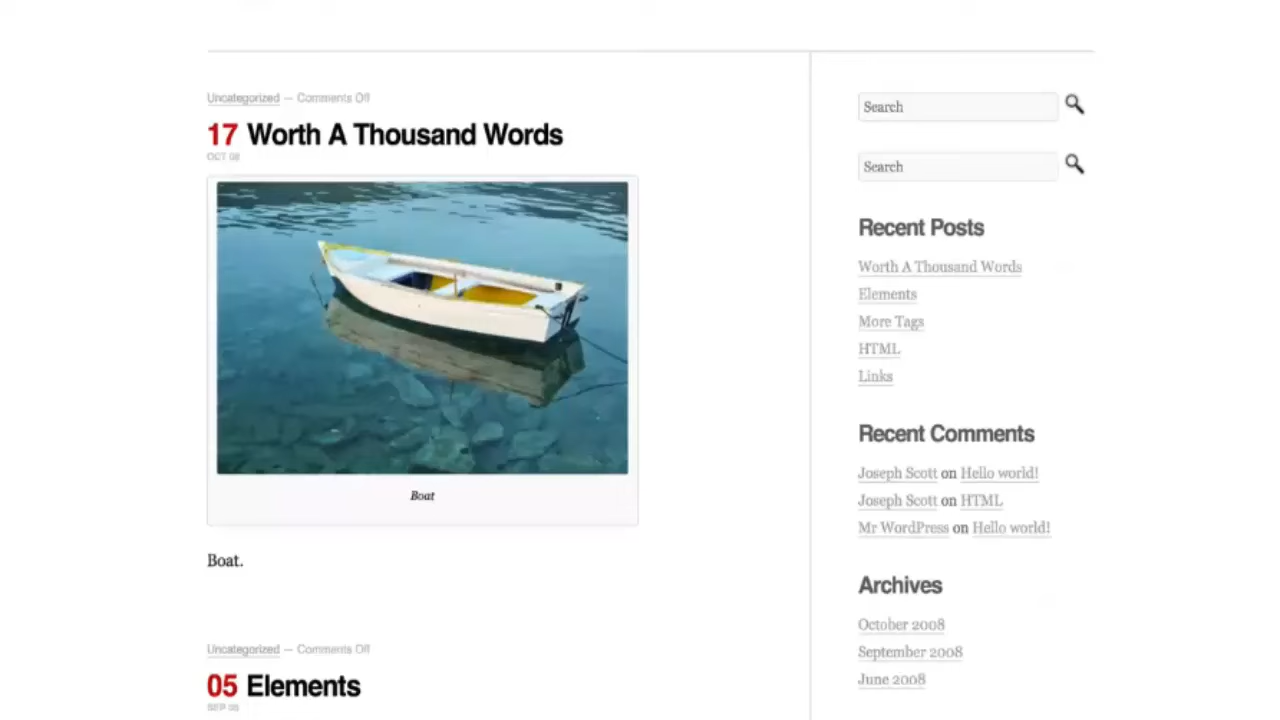 Uncategorized — Comments Off
17 Worth A Thousand Words
OCT 08
Boat
Boat.
Uncategorized — Comments Off
05 Elements
SEP 08
Search
Search
Recent Posts
Worth A Thousand Words
Elements
More Tags
HTML
Links
Recent Comments
Joseph Scott on Hello world!
Joseph Scott on HTML
Mr WordPress on Hello world!
Archives
October 2008
September 2008
June 2008